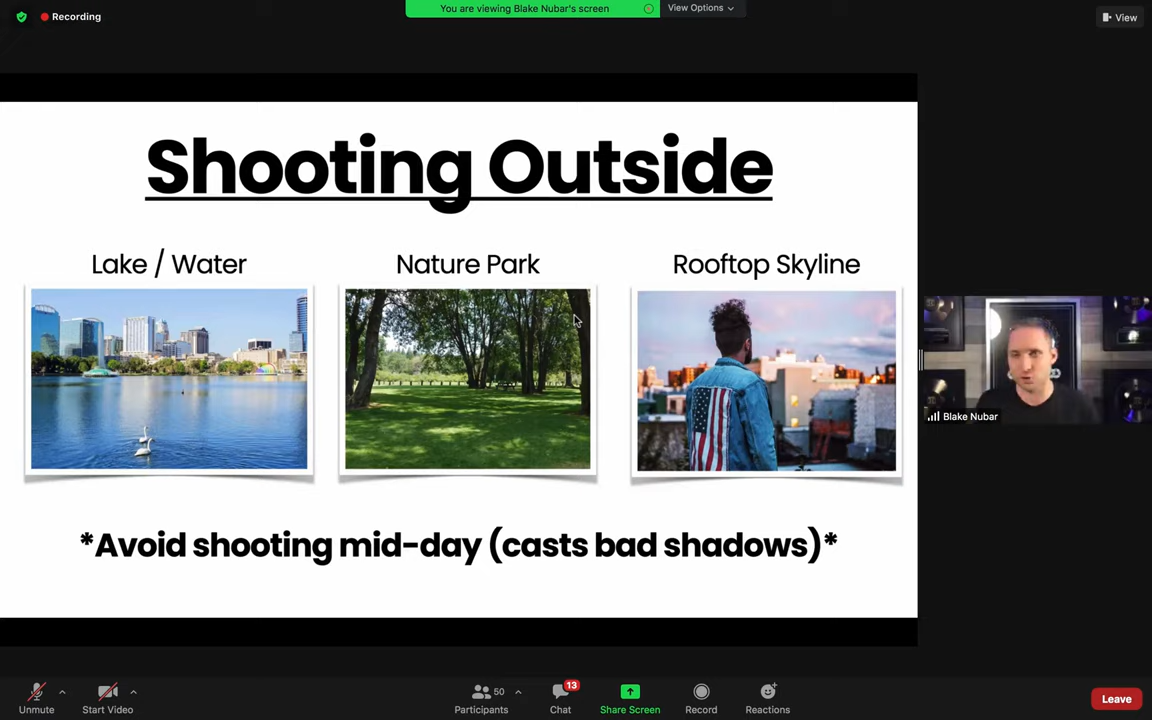 Recording
You are viewing Blake Nubar's screen
View Options
View
Shooting Outside
Lake / Water
Nature Park
Rooftop Skyline
*Avoid shooting mid-day (casts bad shadows)*
Blake Nubar
Unmute
Start Video
50
Participants
13
Chat
Share Screen
Record
Reactions
Leave